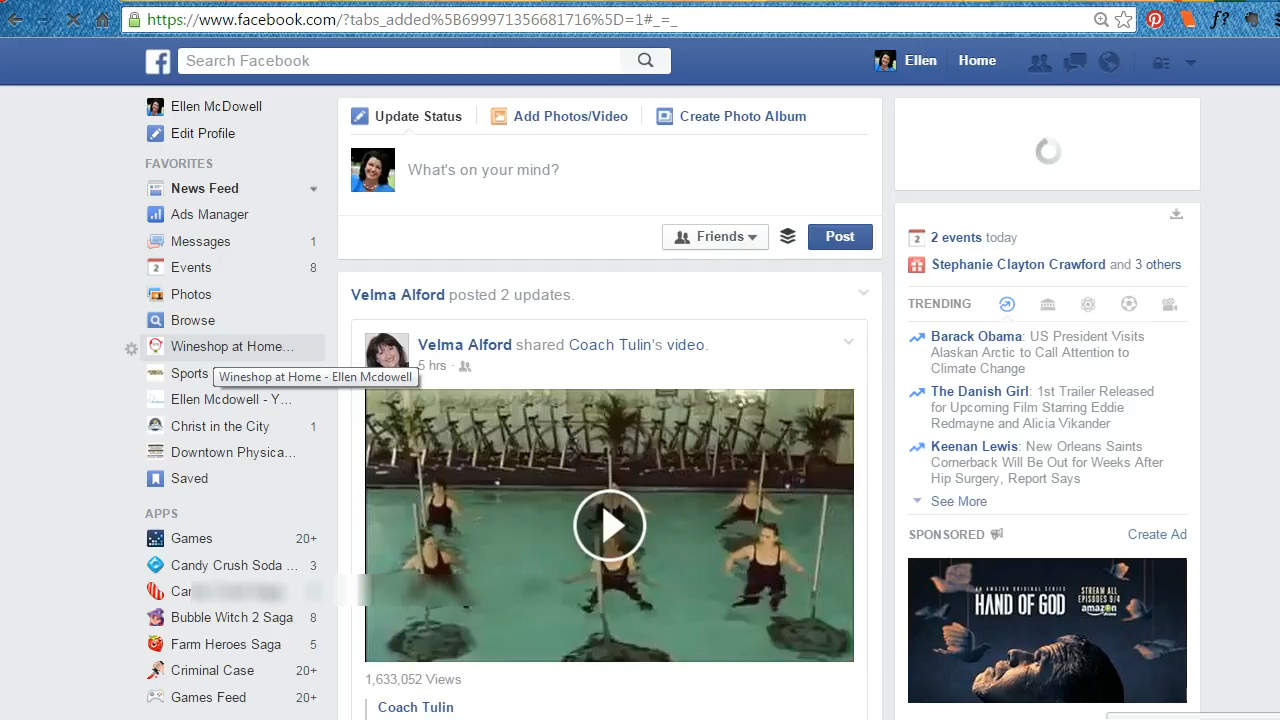 https://www.facebook.com/?tabs_added%5B699971356681716%5D=1#_=_
f?
Search Facebook
Ellen
Home
Ellen McDowell
Edit Profile
FAVORITES
News Feed
Ads Manager
Messages 1
Events 8
Photos
Browse
Wineshop at Home...
Sports
Wineshop at Home - Ellen Mcdowell
Ellen Mcdowell - Y...
Christ in the City 1
Downtown Physica...
Saved
APPS
Games 20+
Candy Crush Soda ... 3
Bubble Witch 2 Saga 8
Farm Heroes Saga 5
Criminal Case 20+
Games Feed 20+
Update Status
Add Photos/Video
Create Photo Album
What's on your mind?
Friends
Post
Velma Alford posted 2 updates.
Velma Alford shared Coach Tulin's video.
5 hrs ·
1,633,052 Views
Coach Tulin
2 events today
Stephanie Clayton Crawford and 3 others
TRENDING
Barack Obama: US President Visits
Alaskan Arctic to Call Attention to
Climate Change
The Danish Girl: 1st Trailer Released
for Upcoming Film Starring Eddie
Redmayne and Alicia Vikander
Keenan Lewis: New Orleans Saints
Cornerback Will Be Out for Weeks After
Hip Surgery, Report Says
See More
SPONSORED
Create Ad
AN AMAZON ORIGINAL SERIES
HAND OF GOD
STREAM ALL
EPISODES 9/4
amazon